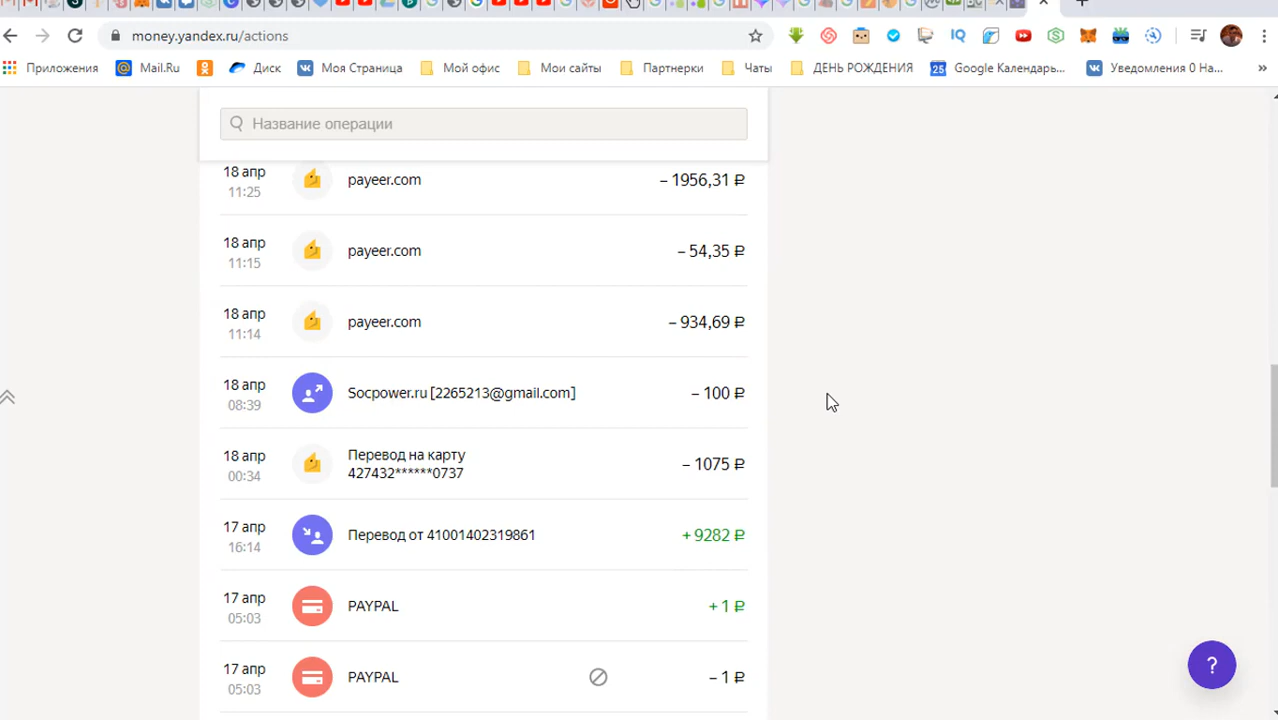 money.yandex.ru/actions
Приложения Mail.Ru Диск Моя Страница Мой офис Мои сайты Партнерки Чаты ДЕНЬ РОЖДЕНИЯ 25 Google Календарь... Уведомления 0 На... »
Название операции
18 апр payeer.com – 1956,31 ₽
11:25
18 апр payeer.com – 54,35 ₽
11:15
18 апр payeer.com – 934,69 ₽
11:14
18 апр Socpower.ru [2265213@gmail.com] – 100 ₽
08:39
18 апр Перевод на карту – 1075 ₽
00:34 427432******0737
17 апр Перевод от 41001402319861 + 9282 ₽
16:14
17 апр PAYPAL + 1 ₽
05:03
17 апр PAYPAL – 1 ₽
05:03
?